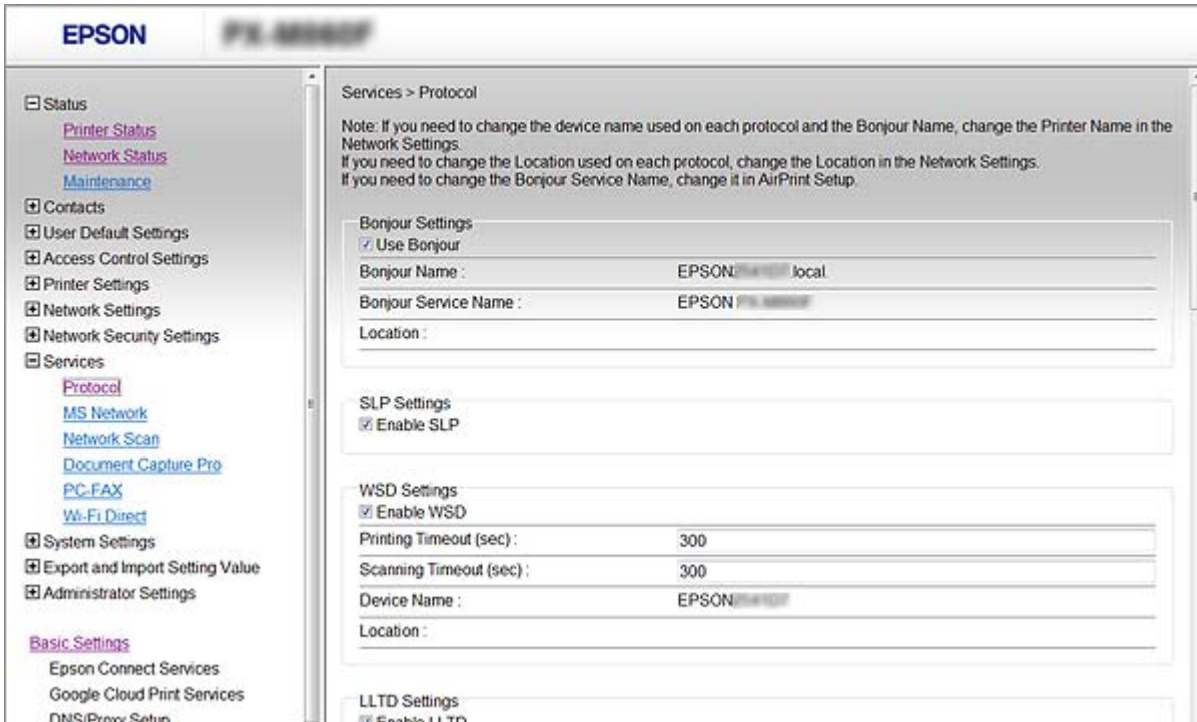 EPSON
Status
Printer Status
Network Status
Maintenance
Contacts
User Default Settings
Access Control Settings
Printer Settings
Network Settings
Network Security Settings
Services
Protocol
MS Network
Network Scan
Document Capture Pro
PC-FAX
Wi-Fi Direct
System Settings
Export and Import Setting Value
Administrator Settings
Basic Settings
Epson Connect Services
Google Cloud Print Services
DNS/Proxy Setup
Services > Protocol
Note: If you need to change the device name used on each protocol and the Bonjour Name, change the Printer Name in the
Network Settings.
If you need to change the Location used on each protocol, change the Location in the Network Settings.
If you need to change the Bonjour Service Name, change it in AirPrint Setup.
Bonjour Settings
Use Bonjour
Bonjour Name : EPSON .local.
Bonjour Service Name : EPSON
Location :
SLP Settings
Enable SLP
WSD Settings
Enable WSD
Printing Timeout (sec) : 300
Scanning Timeout (sec) : 300
Device Name : EPSON
Location :
LLTD Settings
Enable LLTD